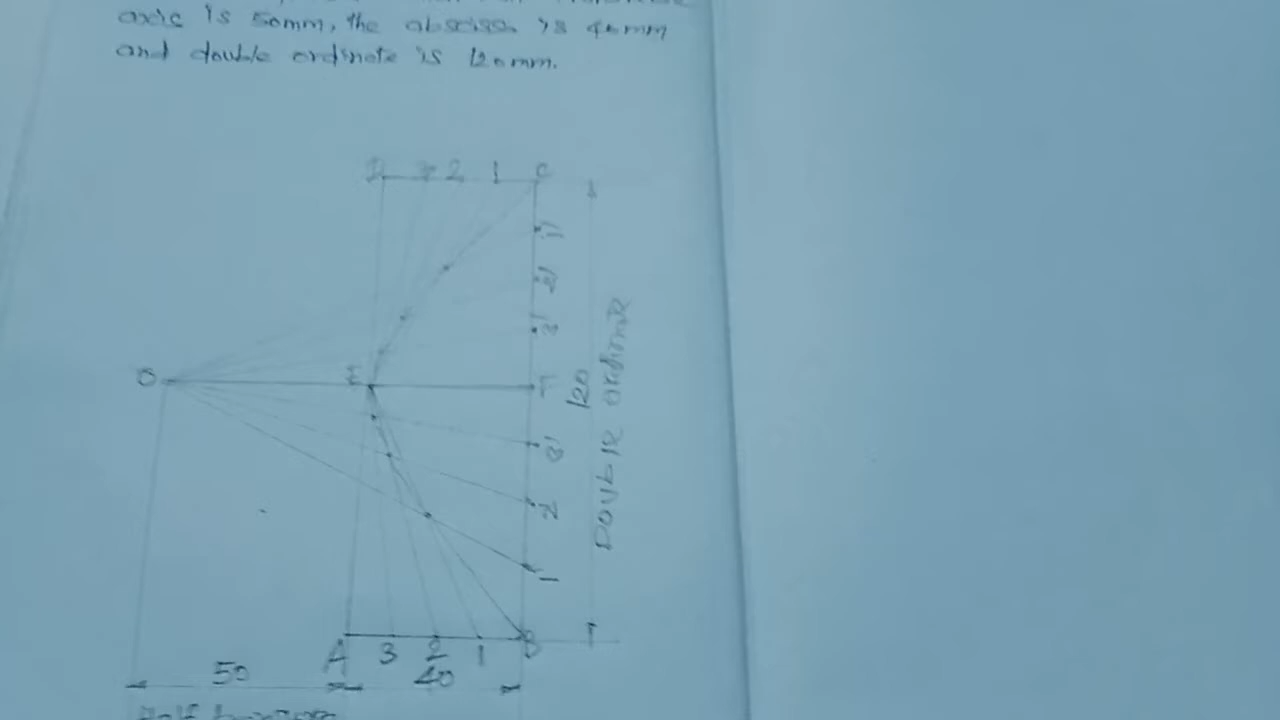 axis is 50mm, the abscissa is 40mm
and double ordinate is 120mm.
D 3 2 1 C
1'
2'
3'
O E F
120
DOUBLE ORDINATE
3'
2'
1'
A 3 2 1 B
50 40
Half